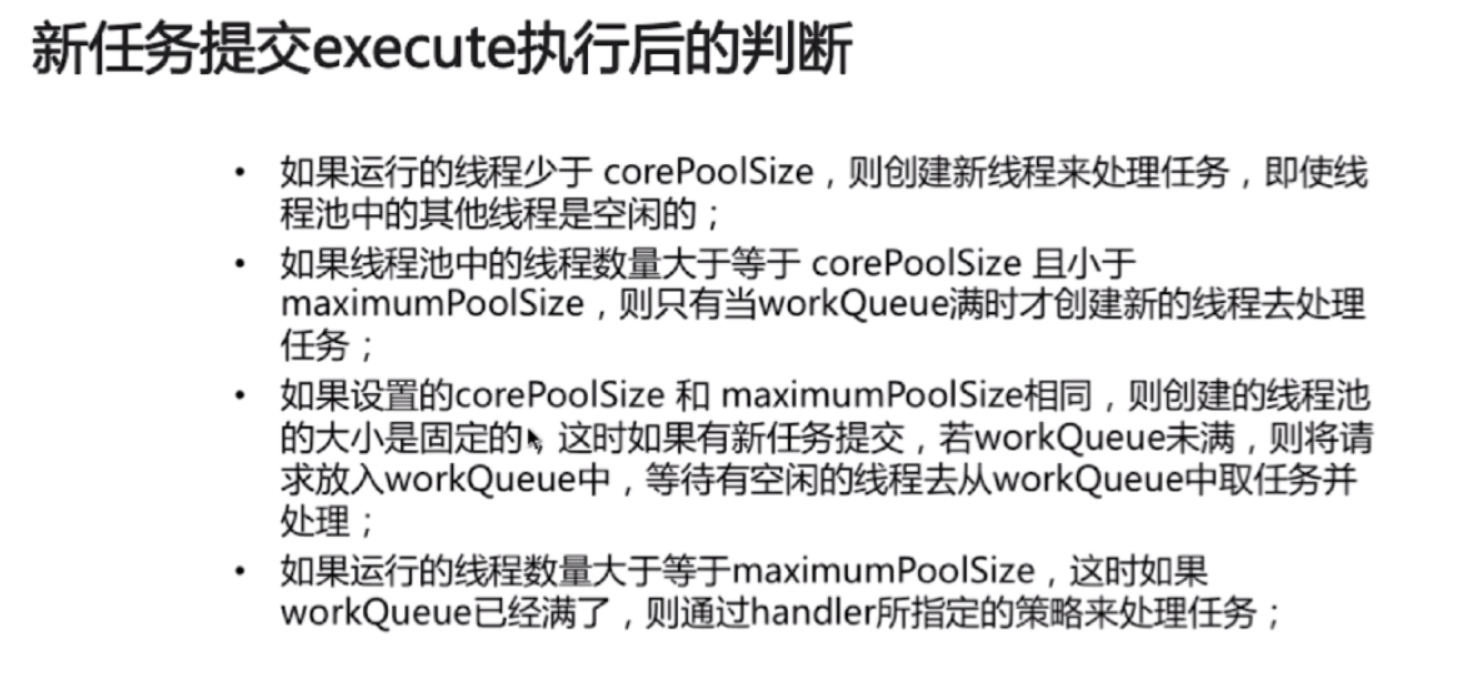 新任务提交execute执行后的判断
• 如果运行的线程少于 corePoolSize，则创建新线程来处理任务，即使线
程池中的其他线程是空闲的；
• 如果线程池中的线程数量大于等于 corePoolSize 且小于
maximumPoolSize，则只有当workQueue满时才创建新的线程去处理
任务；
• 如果设置的corePoolSize 和 maximumPoolSize相同，则创建的线程池
的大小是固定的，这时如果有新任务提交，若workQueue未满，则将请
求放入workQueue中，等待有空闲的线程去从workQueue中取任务并
处理；
• 如果运行的线程数量大于等于maximumPoolSize，这时如果
workQueue已经满了，则通过handler所指定的策略来处理任务；